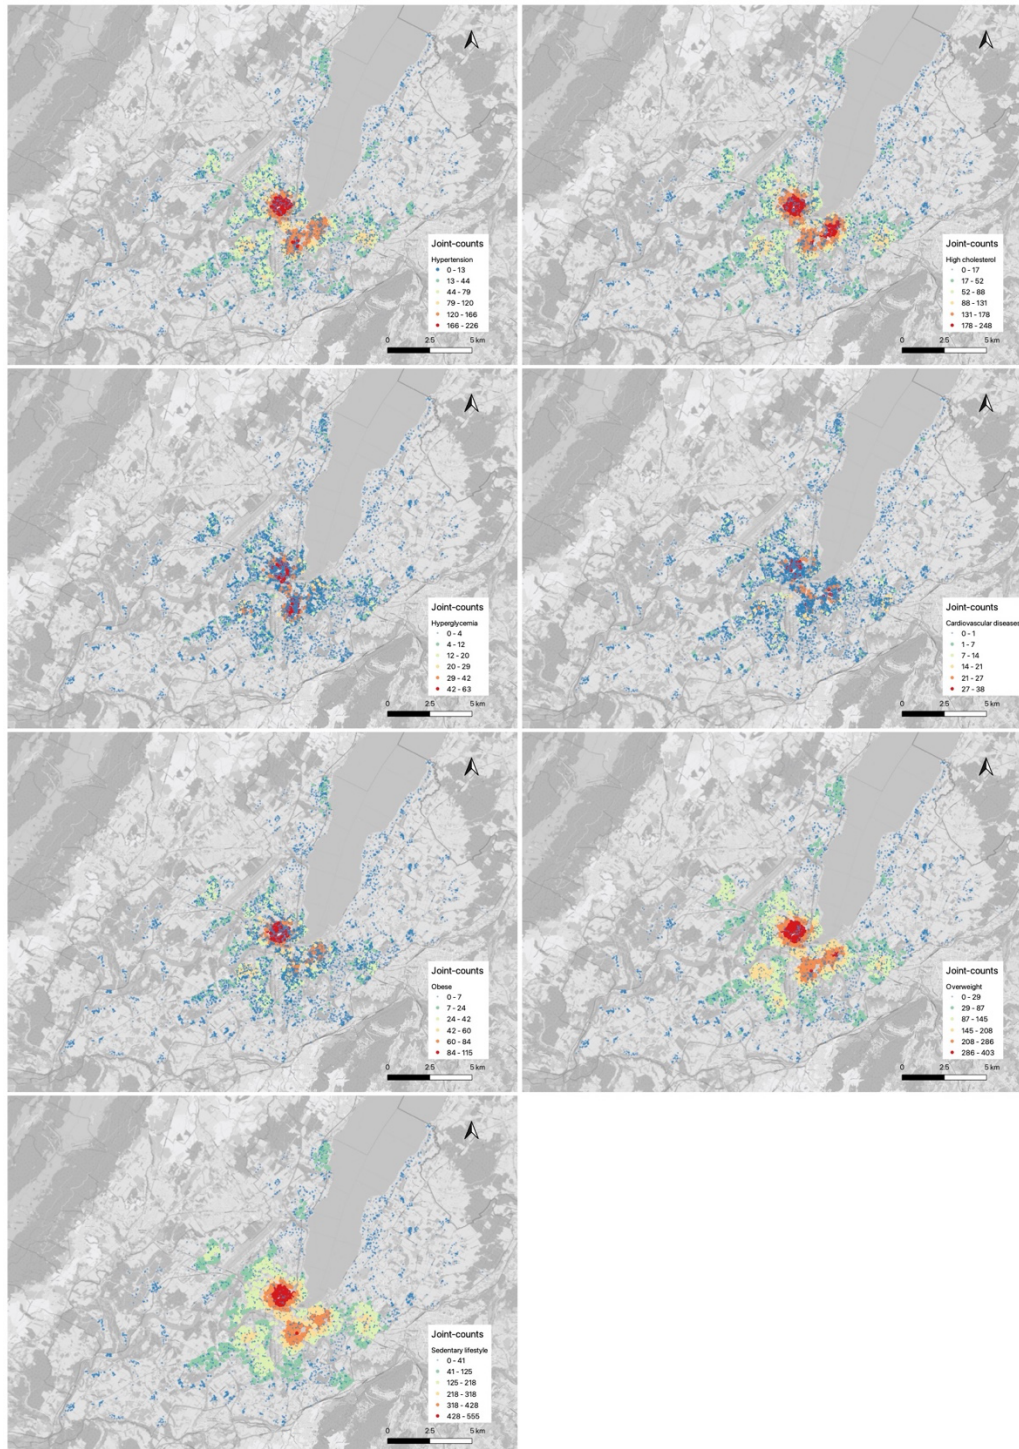 Joint-counts
Hypertension
0 - 13
13 - 44
44 - 79
79 - 120
120 - 166
166 - 226
0 2.5 5 km
Joint-counts
High cholesterol
0 - 17
17 - 52
52 - 88
88 - 131
131 - 178
178 - 248
0 2.5 5 km
Joint-counts
Hyperglycemia
0 - 4
4 - 12
12 - 20
20 - 29
29 - 42
42 - 63
0 2.5 5 km
Joint-counts
Cardiovascular diseases
0 - 1
1 - 7
7 - 14
14 - 21
21 - 27
27 - 38
0 2.5 5 km
Joint-counts
Obese
0 - 7
7 - 24
24 - 42
42 - 60
60 - 84
84 - 115
0 2.5 5 km
Joint-counts
Overweight
0 - 29
29 - 87
87 - 145
145 - 208
208 - 286
286 - 403
0 2.5 5 km
Joint-counts
Sedentary lifestyle
0 - 41
41 - 125
125 - 218
218 - 318
318 - 428
428 - 555
0 2.5 5 km